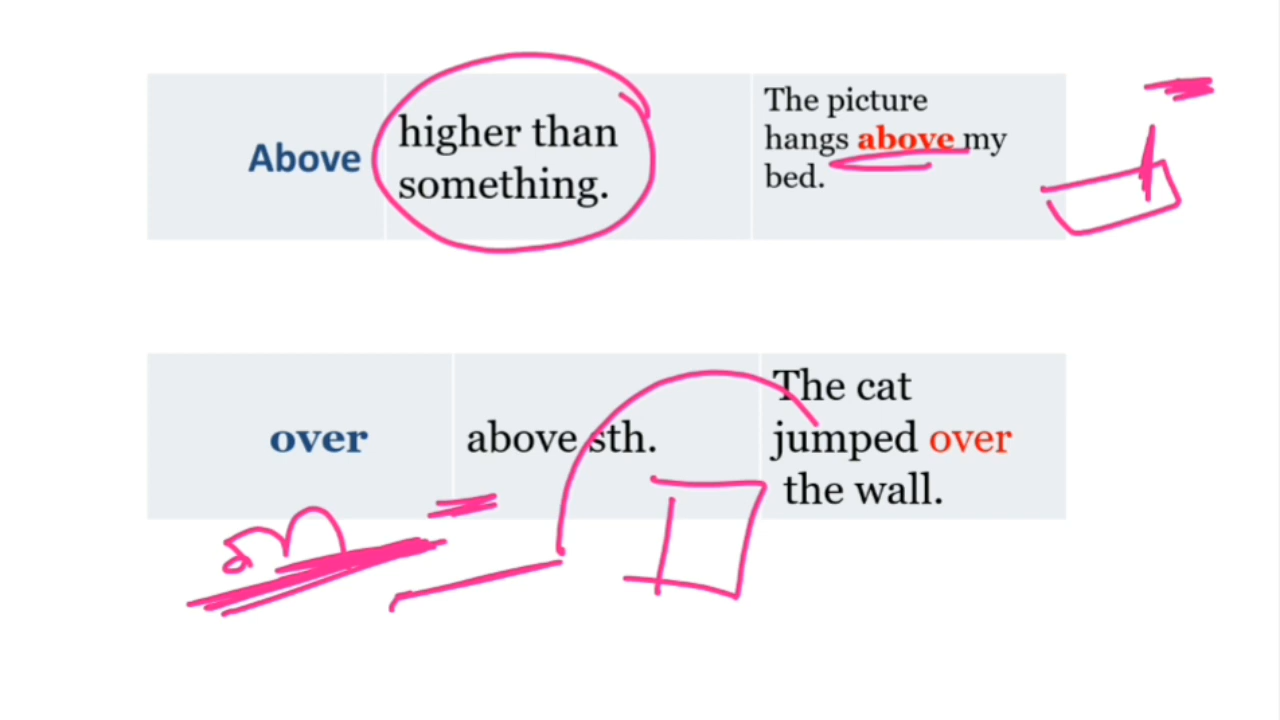 Above
higher than
something.
The picture
hangs above my
bed.
over
above sth.
The cat
jumped over
the wall.